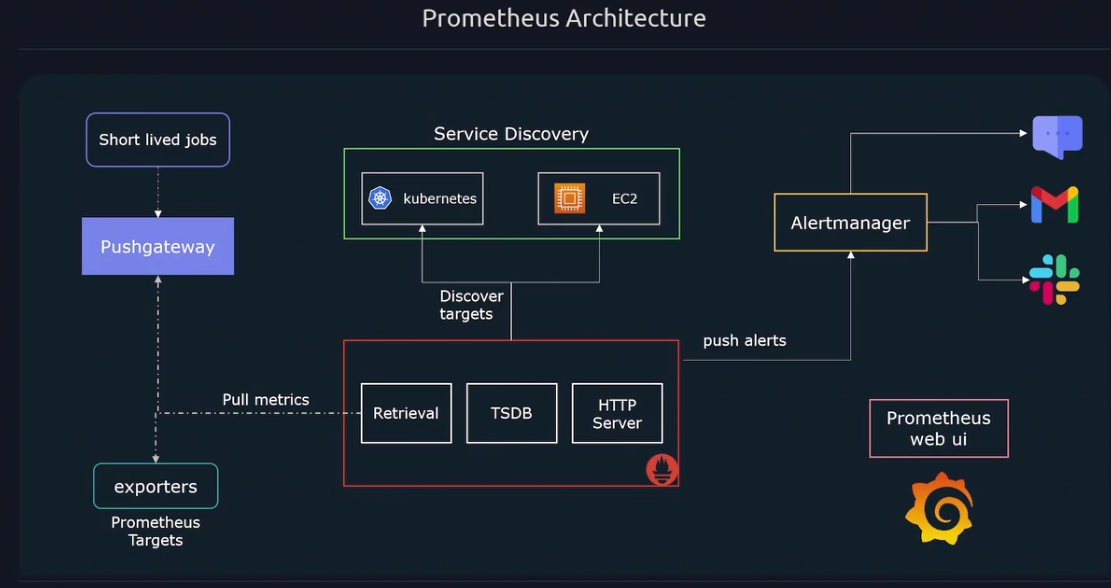 Prometheus Architecture
Short lived jobs
Service Discovery
kubernetes
EC2
Pushgateway
Alertmanager
Discover
targets
push alerts
Pull metrics
Retrieval
TSDB
HTTP
Server
Prometheus
web ui
exporters
Prometheus
Targets